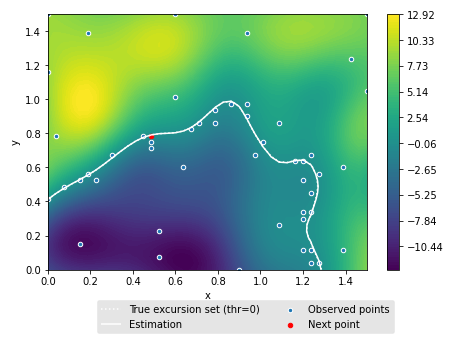 1.4
1.2
1.0
0.8
0.6
0.4
0.2
0.0
y
0.0 0.2 0.4 0.6 0.8 1.0 1.2 1.4
x
12.92
10.33
7.73
5.14
2.54
−0.06
−2.65
−5.25
−7.84
−10.44
True excursion set (thr=0)
Estimation
Observed points
Next point